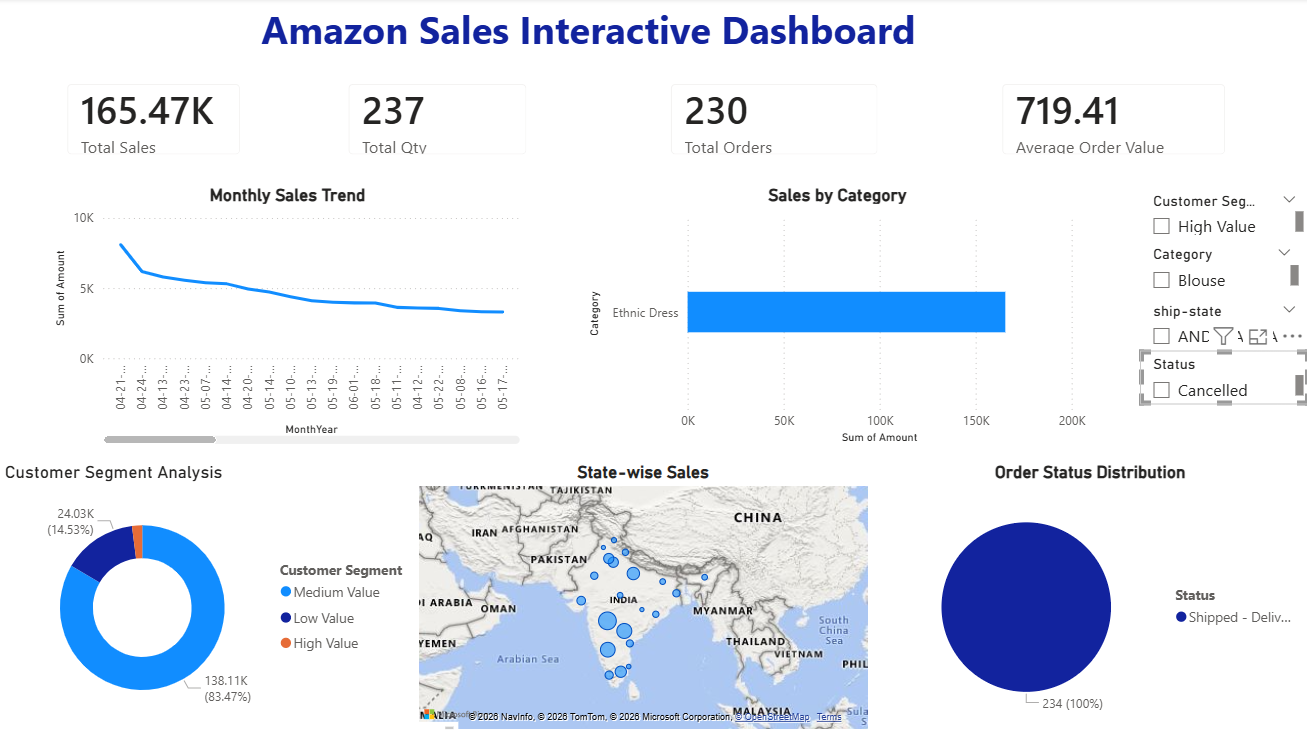 Amazon Sales Interactive Dashboard
165.47K
Total Sales
237
Total Qty
230
Total Orders
719.41
Average Order Value
Monthly Sales Trend
10K
5K
0K
Sum of Amount
04-21-...
04-24-...
04-13-...
04-23-...
05-07-...
04-14-...
04-20-...
05-14-...
05-10-...
05-13-...
05-19-...
06-01-...
05-18-...
05-11-...
04-12-...
05-22-...
05-08-...
05-16-...
05-17-...
MonthYear
Sales by Category
Category
Ethnic Dress
0K 50K 100K 150K 200K
Sum of Amount
Customer Seg...
High Value
Category
Blouse
ship-state
AND
Status
Cancelled
Customer Segment Analysis
24.03K
(14.53%)
138.11K
(83.47%)
Customer Segment
Medium Value
Low Value
High Value
State-wise Sales
TURKMENISTAN
TAJIKISTAN
CHINA
AQ
IRAN
AFGHANISTAN
PAKISTAN
I ARABIA
OMAN
INDIA
MYANMAR
YEMEN
THAILAND
South
China
Sea
VIETNAM
Arabian Sea
PHIL
MALAYSIA
Sulu
S
MALIA
© 2026 NavInfo, © 2026 TomTom, © 2026 Microsoft Corporation, © OpenStreetMap Terms
Order Status Distribution
Status
Shipped - Deliv...
234 (100%)